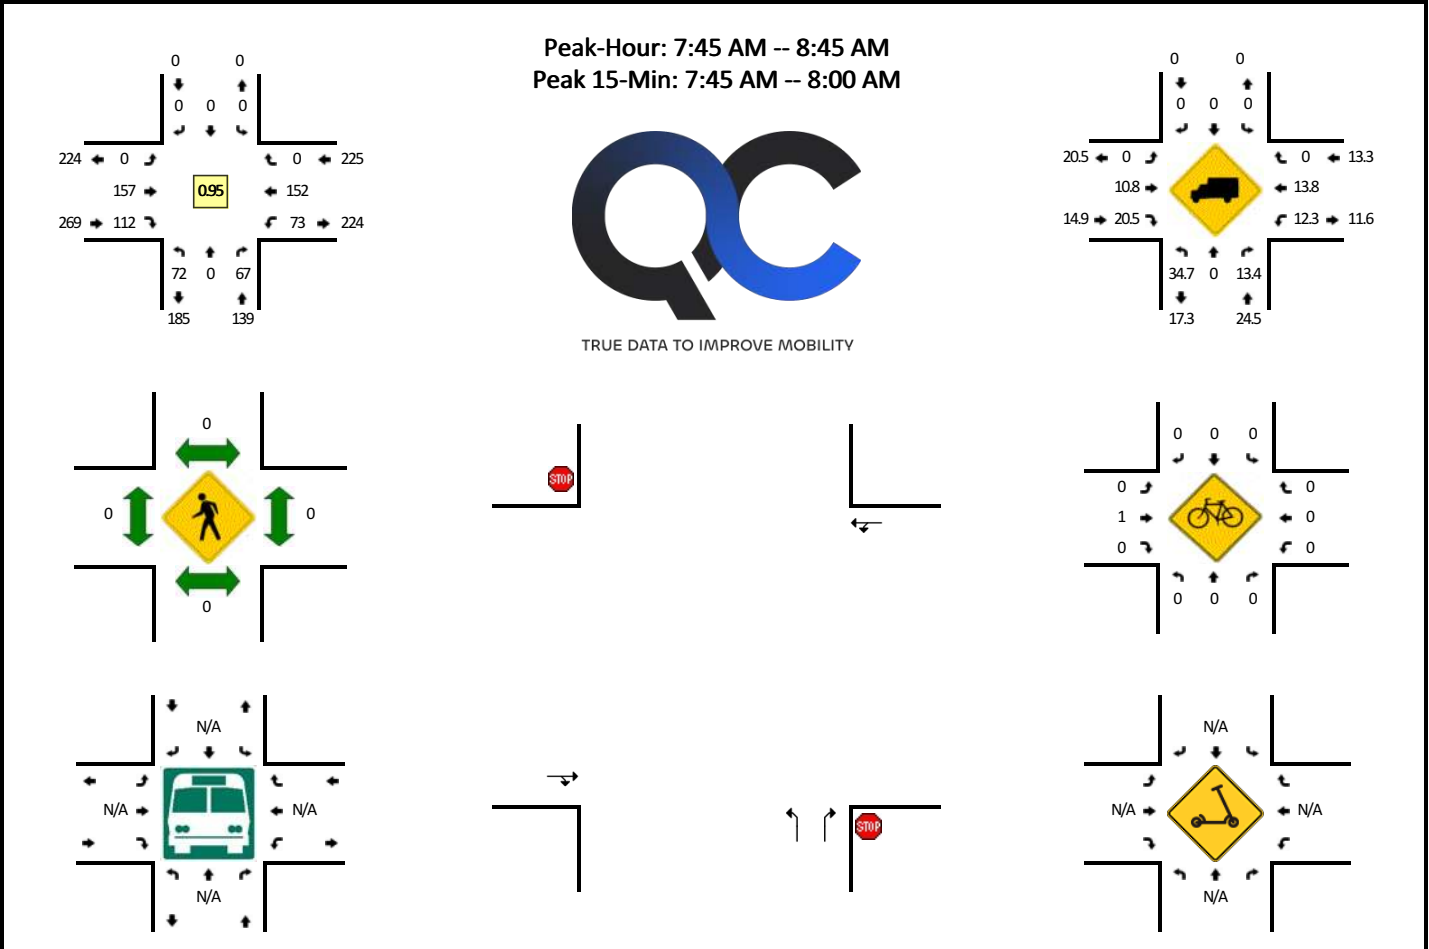 Peak-Hour: 7:45 AM -- 8:45 AM
Peak 15-Min: 7:45 AM -- 8:00 AM
0 0
0 0 0
224 0 0 225
157 0.95 152
269 112 73 224
72 0 67
185 139
QC
TRUE DATA TO IMPROVE MOBILITY
0 0
0 0 0
20.5 0 0 13.3
10.8 13.8
14.9 20.5 12.3 11.6
34.7 0 13.4
17.3 24.5
0
0 0
0
STOP
STOP
0 0 0
0 0
1 0
0 0
0 0 0
N/A
N/A N/A
N/A
N/A
N/A N/A
N/A